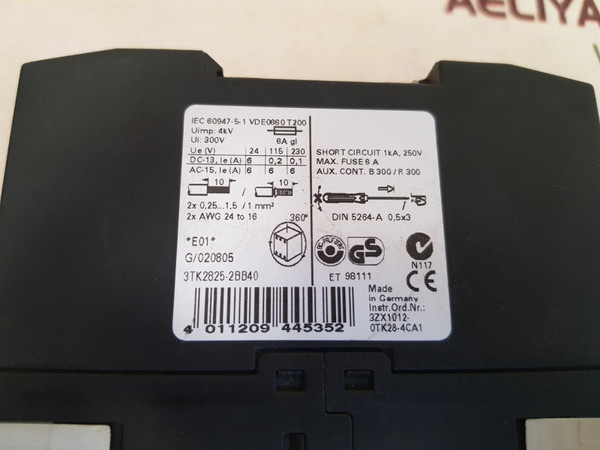 AELIYA
IEC 60947-5-1 VDE0660 T200
Uimp: 4kV
Ui: 300V
6A gl
Ue (V) 24 115 230
DC-13, Ie (A) 6 0,2 0,1
AC-15, Ie (A) 6 6 6
10
10
2x 0,25...1,5 / 1 mm²
2x AWG 24 to 16
360°
*E01*
G/020805
3TK2825-2BB40
SHORT CIRCUIT 1kA, 250V
MAX. FUSE 6 A
AUX. CONT. B 300 / R 300
DIN 5264-A 0,5x3
GS
N117
CE
ET 98111
Made
in Germany
Instr.Ord.Nr.:
3ZX1012-
0TK28-4CA1
4 011209 445352